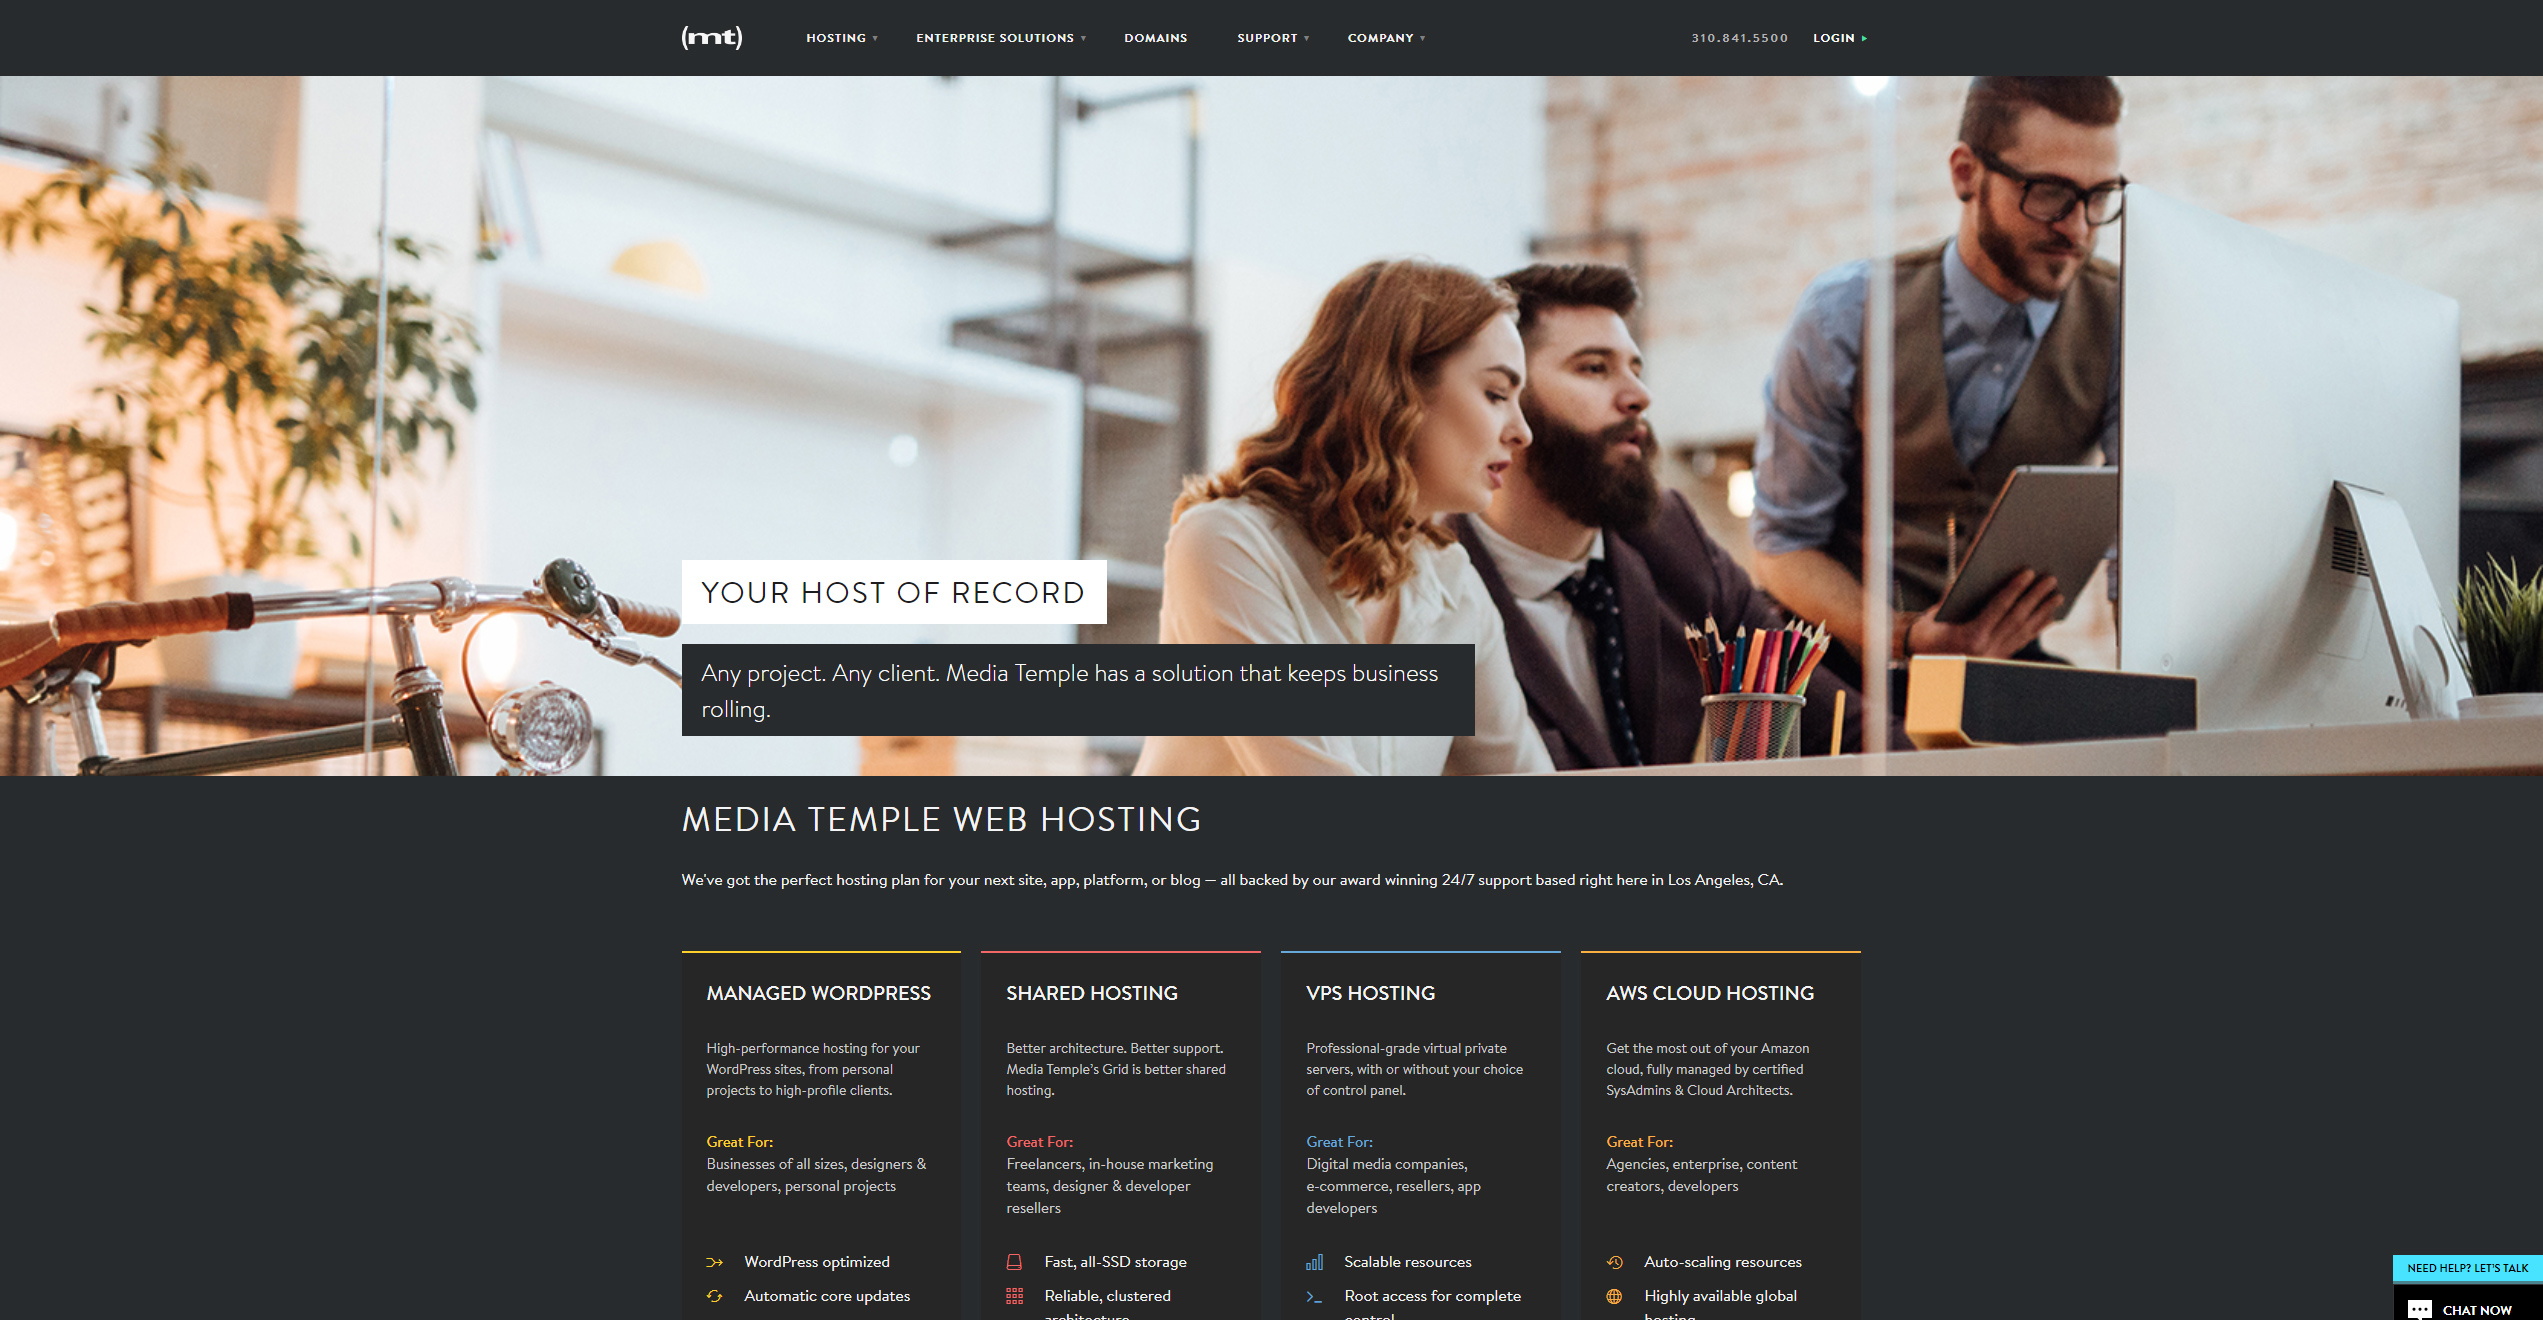 (mt) HOSTING ENTERPRISE SOLUTIONS DOMAINS SUPPORT COMPANY 310.841.5500 LOGIN
YOUR HOST OF RECORD
Any project. Any client. Media Temple has a solution that keeps business
rolling.
MEDIA TEMPLE WEB HOSTING
We've got the perfect hosting plan for your next site, app, platform, or blog — all backed by our award winning 24/7 support based right here in Los Angeles, CA.
MANAGED WORDPRESS
High-performance hosting for your
WordPress sites, from personal
projects to high-profile clients.
Great For:
Businesses of all sizes, designers &
developers, personal projects
WordPress optimized
Automatic core updates
SHARED HOSTING
Better architecture. Better support.
Media Temple's Grid is better shared
hosting.
Great For:
Freelancers, in-house marketing
teams, designer & developer
resellers
Fast, all-SSD storage
Reliable, clustered
architecture
VPS HOSTING
Professional-grade virtual private
servers, with or without your choice
of control panel.
Great For:
Digital media companies,
e-commerce, resellers, app
developers
Scalable resources
Root access for complete
control
AWS CLOUD HOSTING
Get the most out of your Amazon
cloud, fully managed by certified
SysAdmins & Cloud Architects.
Great For:
Agencies, enterprise, content
creators, developers
Auto-scaling resources
Highly available global
hosting
NEED HELP? LET'S TALK
CHAT NOW